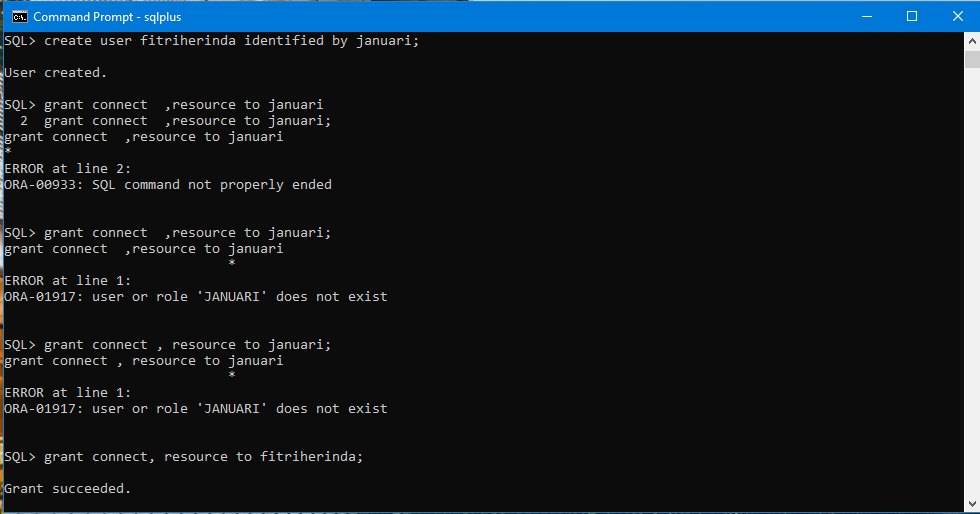 Command Prompt - sqlplus
SQL> create user fitriherinda identified by januari;
User created.
SQL> grant connect  ,resource to januari
  2  grant connect  ,resource to januari;
grant connect  ,resource to januari
*
ERROR at line 2:
ORA-00933: SQL command not properly ended
SQL> grant connect  ,resource to januari;
grant connect  ,resource to januari
                            *
ERROR at line 1:
ORA-01917: user or role 'JANUARI' does not exist
SQL> grant connect , resource to januari;
grant connect , resource to januari
                            *
ERROR at line 1:
ORA-01917: user or role 'JANUARI' does not exist
SQL> grant connect, resource to fitriherinda;
Grant succeeded.